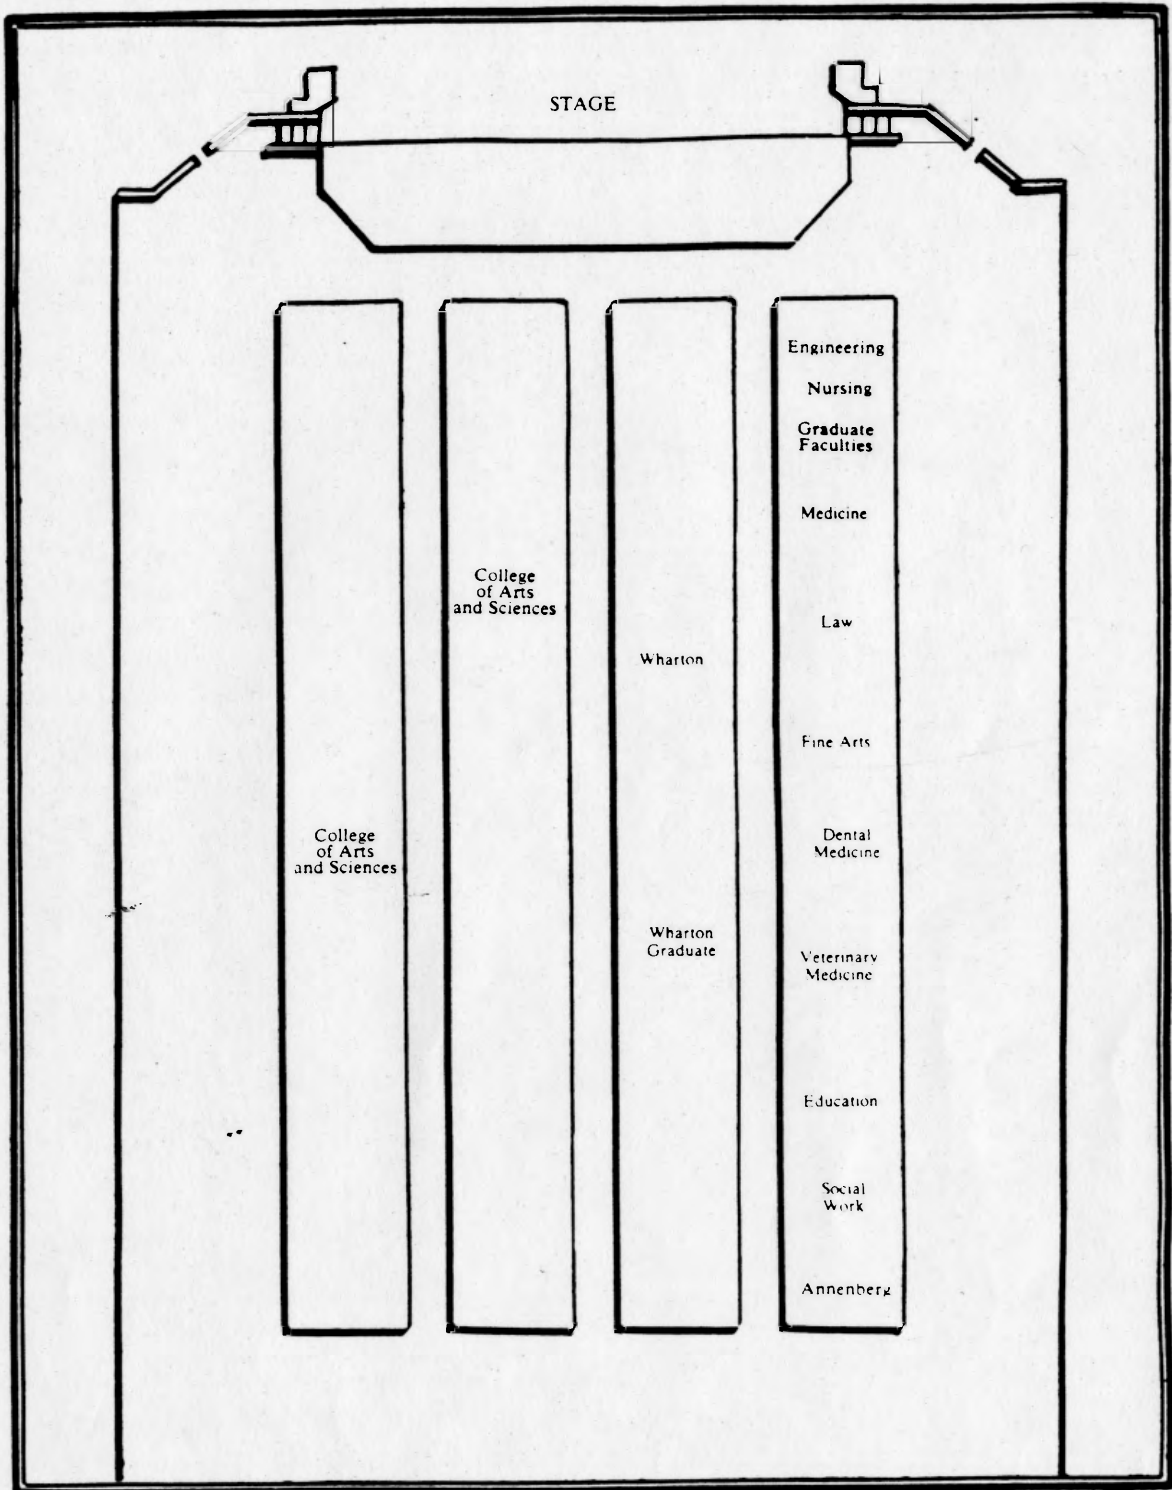 STAGE
College
of Arts
and Sciences
College
of Arts
and Sciences
Wharton
Wharton
Graduate
Engineering
Nursing
Graduate
Faculties
Medicine
Law
Fine Arts
Dental
Medicine
Veterinary
Medicine
Education
Social
Work
Annenberg